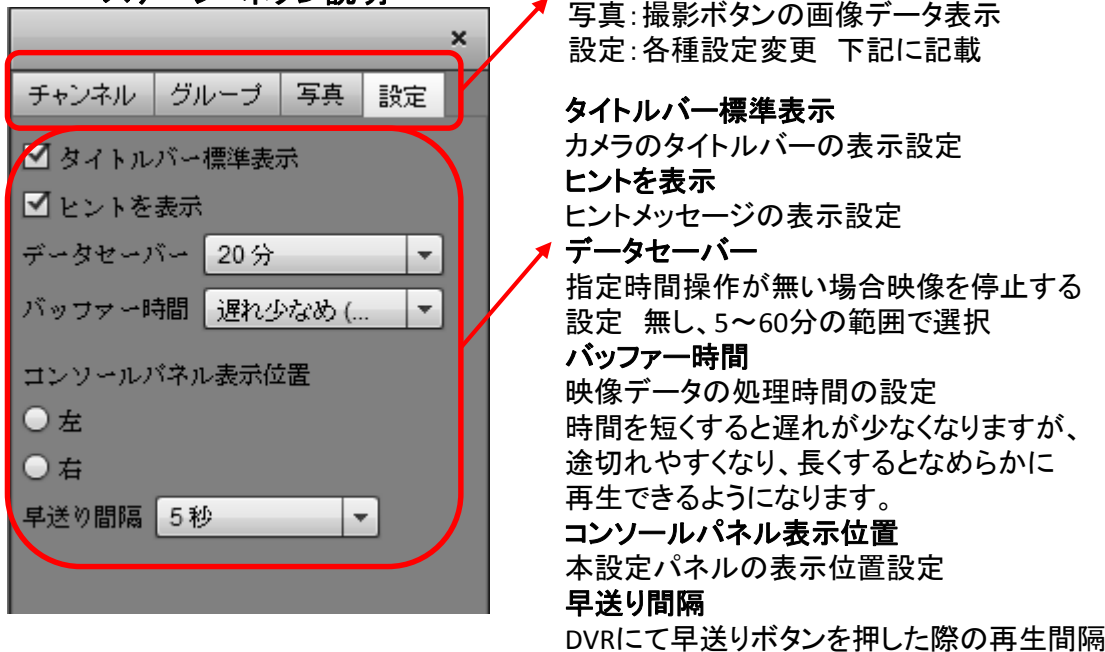 ×
チャンネル グループ 写真 設定
タイトルバー標準表示
ヒントを表示
データセーバー 20分
バッファー時間 遅れ少なめ (...
コンソールパネル表示位置
左
右
早送り間隔 5秒
写真：撮影ボタンの画像データ表示
設定：各種設定変更　下記に記載
タイトルバー標準表示
カメラのタイトルバーの表示設定
ヒントを表示
ヒントメッセージの表示設定
データセーバー
指定時間操作が無い場合映像を停止する
設定　無し、5～60分の範囲で選択
バッファー時間
映像データの処理時間の設定
時間を短くすると遅れが少なくなりますが、
途切れやすくなり、長くするとなめらかに
再生できるようになります。
コンソールパネル表示位置
本設定パネルの表示位置設定
早送り間隔
DVRにて早送りボタンを押した際の再生間隔